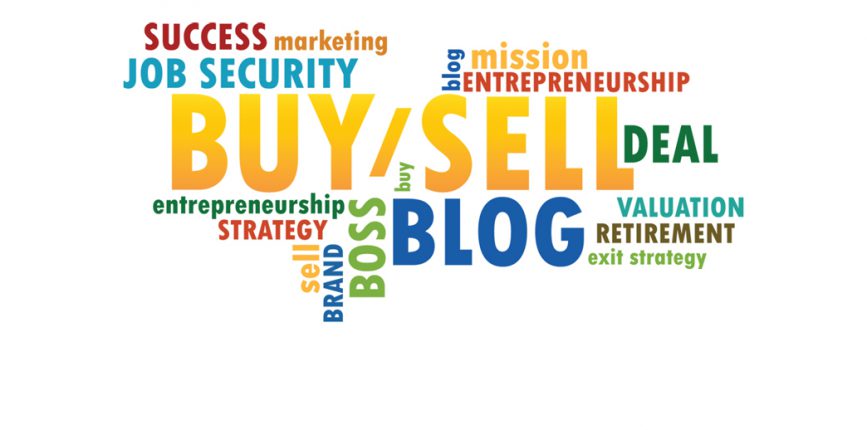 SUCCESS marketing
JOB SECURITY
blog
mission
ENTREPRENEURSHIP
BUY/SELL
DEAL
buy
entrepreneurship
STRATEGY
sell
BRAND
BOSS
BLOG
VALUATION
RETIREMENT
exit strategy